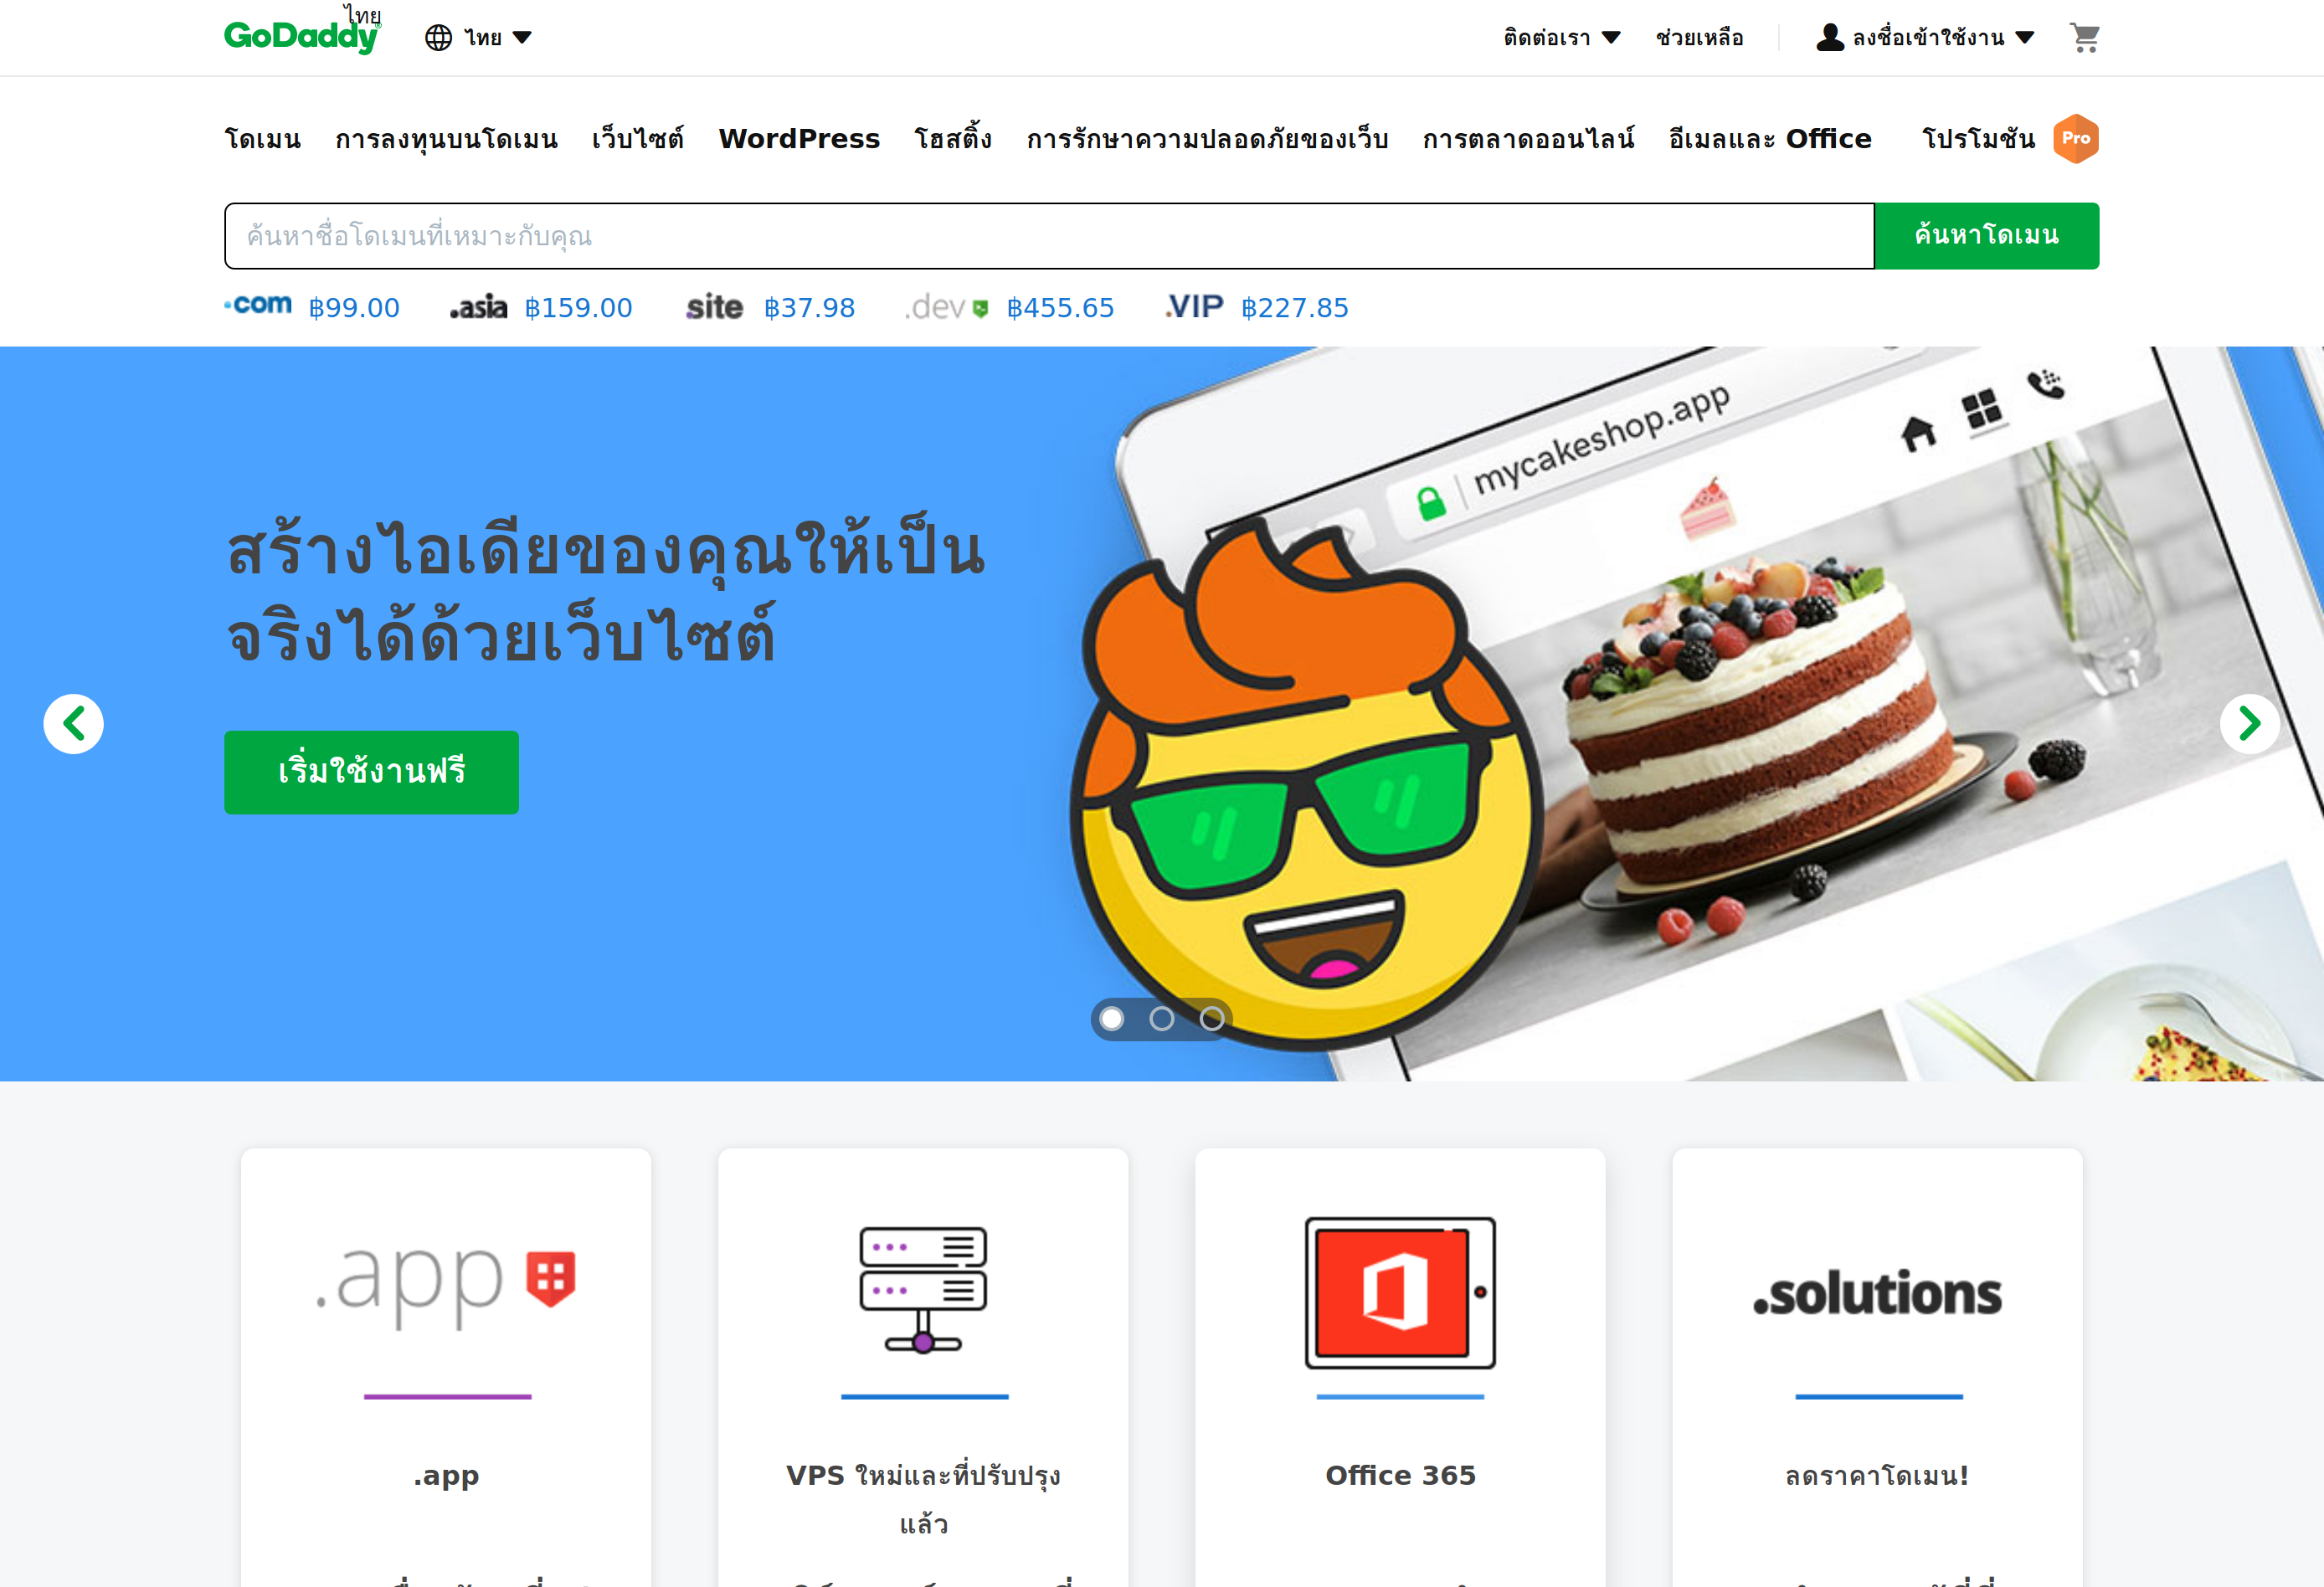 ไทย
GoDaddy
ไทย
ติดต่อเรา
ช่วยเหลือ
ลงชื่อเข้าใช้งาน
โดเมน
การลงทุนบนโดเมน
เว็บไซต์
WordPress
โฮสติ้ง
การรักษาความปลอดภัยของเว็บ
การตลาดออนไลน์
อีเมลและ Office
โปรโมชัน
Pro
ค้นหาชื่อโดเมนที่เหมาะกับคุณ
ค้นหาโดเมน
.com ฿99.00
.asia ฿159.00
.site ฿37.98
.dev ฿455.65
.VIP ฿227.85
mycakeshop.app
สร้างไอเดียของคุณให้เป็น
จริงได้ด้วยเว็บไซต์
เริ่มใช้งานฟรี
.app
.solutions
.app
VPS ใหม่และที่ปรับปรุง
แล้ว
Office 365
ลดราคาโดเมน!